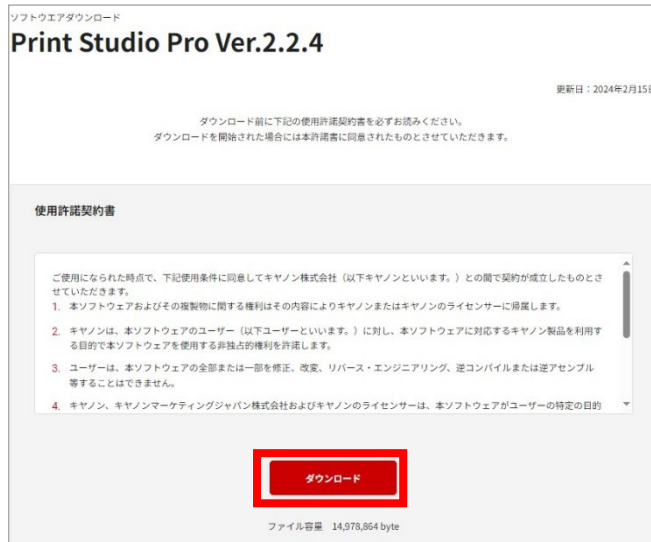 ソフトウエアダウンロード
Print Studio Pro Ver.2.2.4
更新日：2024年2月15日
ダウンロード前に下記の使用許諾契約書を必ずお読みください。
ダウンロードを開始された場合には本許諾書に同意されたものとさせていただきます。
使用許諾契約書
ご使用になられた時点で、下記使用条件に同意してキヤノン株式会社（以下キヤノンといいます。）との間で契約が成立したものとさ
せていただきます。
1. 本ソフトウェアおよびその複製物に関する権利はその内容によりキヤノンまたはキヤノンのライセンサーに帰属します。
2. キヤノンは、本ソフトウェアのユーザー（以下ユーザーといいます。）に対し、本ソフトウェアに対応するキヤノン製品を利用す
る目的で本ソフトウェアを使用する非独占的権利を許諾します。
3. ユーザーは、本ソフトウェアの全部または一部を修正、改変、リバース・エンジニアリング、逆コンパイルまたは逆アセンブル
等することはできません。
4. キヤノン、キヤノンマーケティングジャパン株式会社およびキヤノンのライセンサーは、本ソフトウェアがユーザーの特定の目的
ダウンロード
ファイル容量 14,978,864 byte